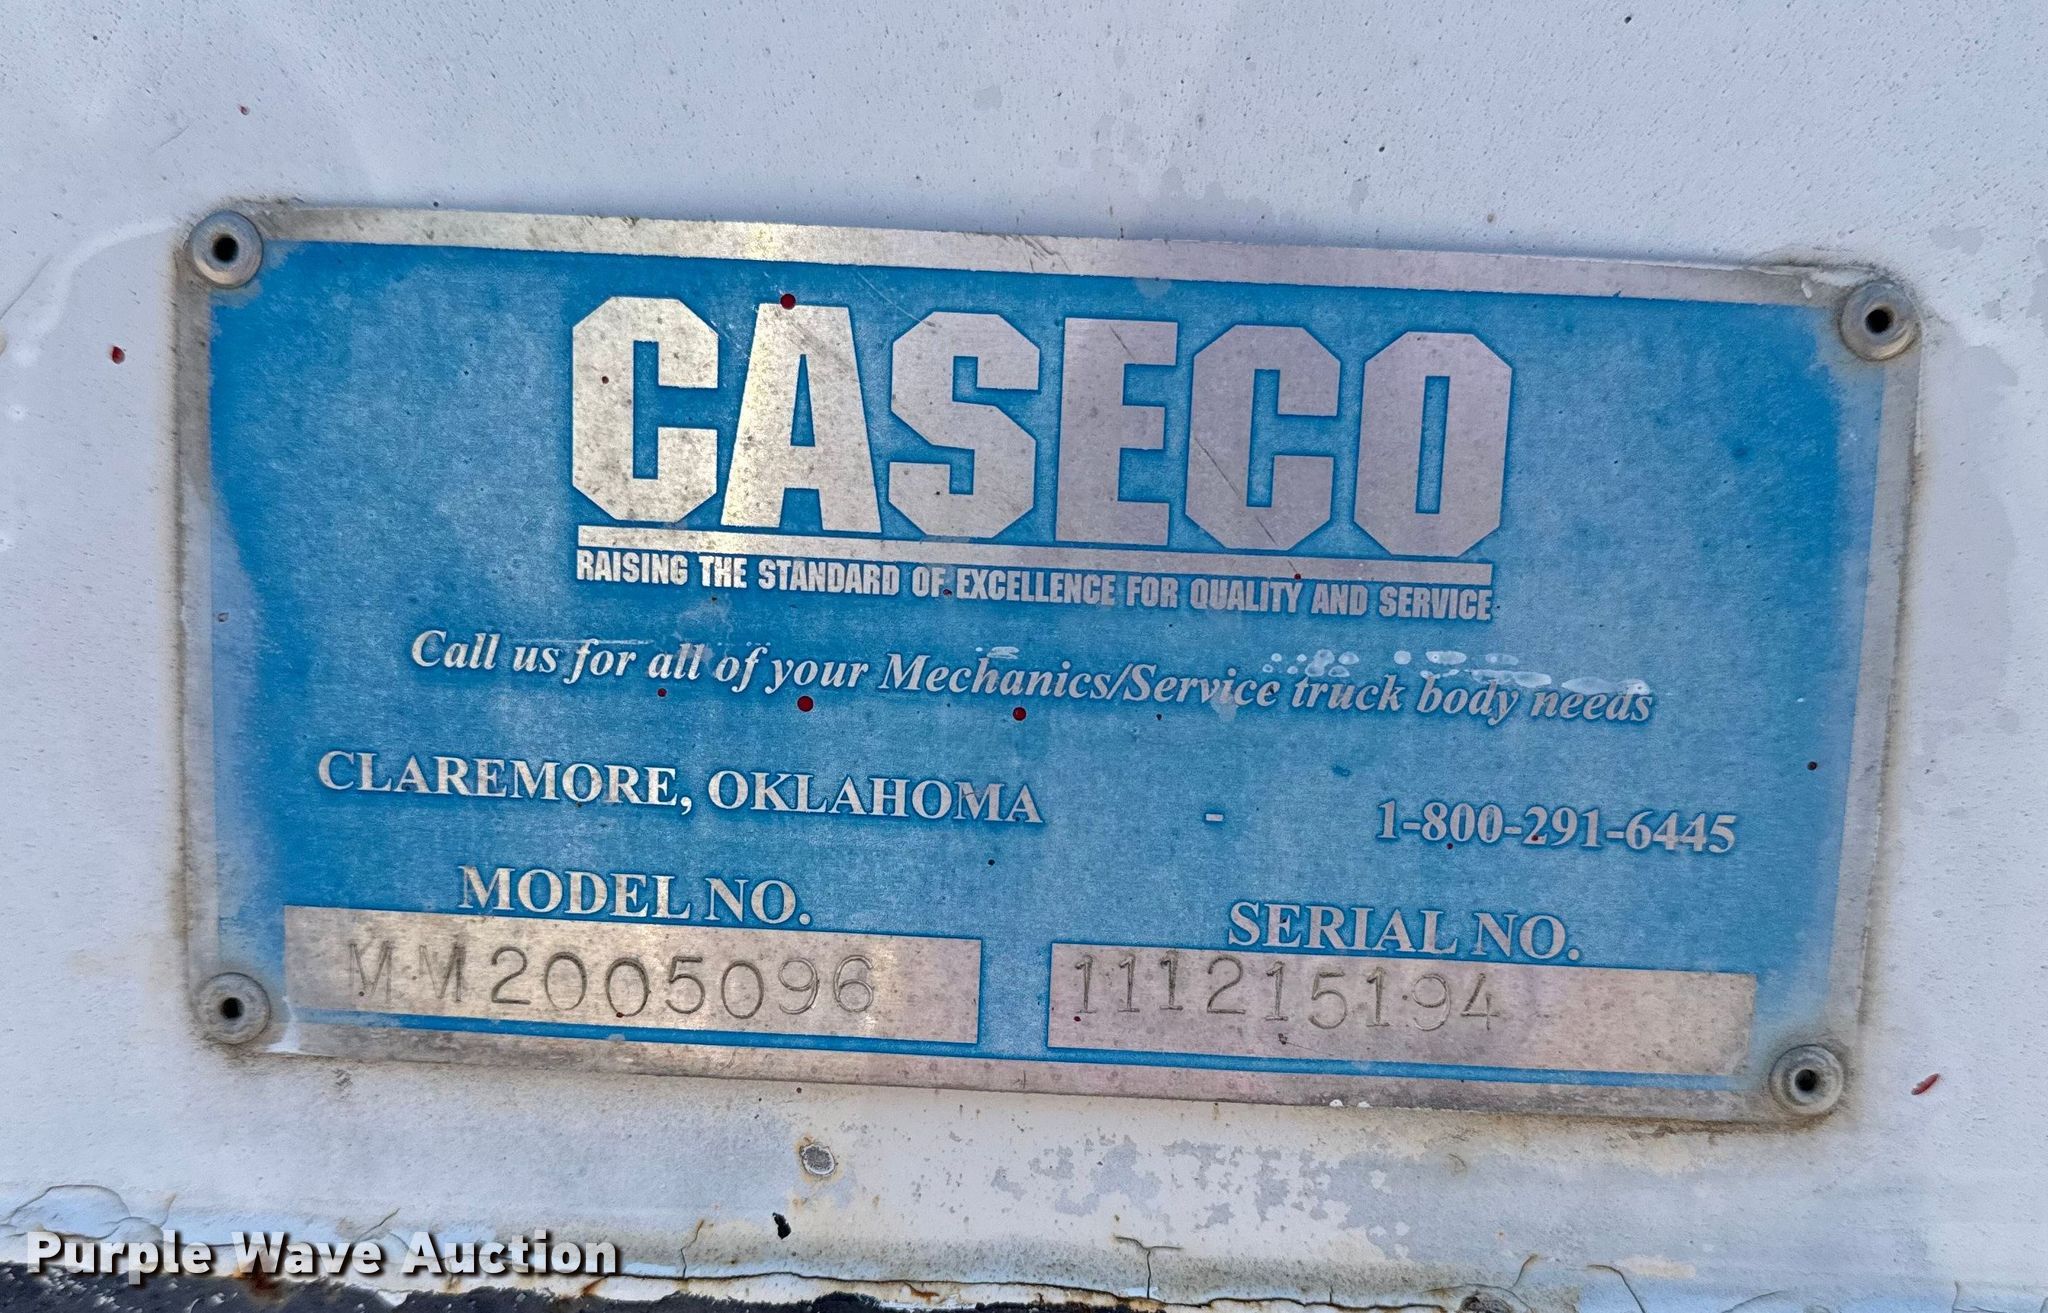 CASECO
RAISING THE STANDARD OF EXCELLENCE FOR QUALITY AND SERVICE
Call us for all of your Mechanics/Service truck body needs
CLAREMORE, OKLAHOMA - 1-800-291-6445
MODEL NO. SERIAL NO.
MM2005096 111215194
Purple Wave Auction